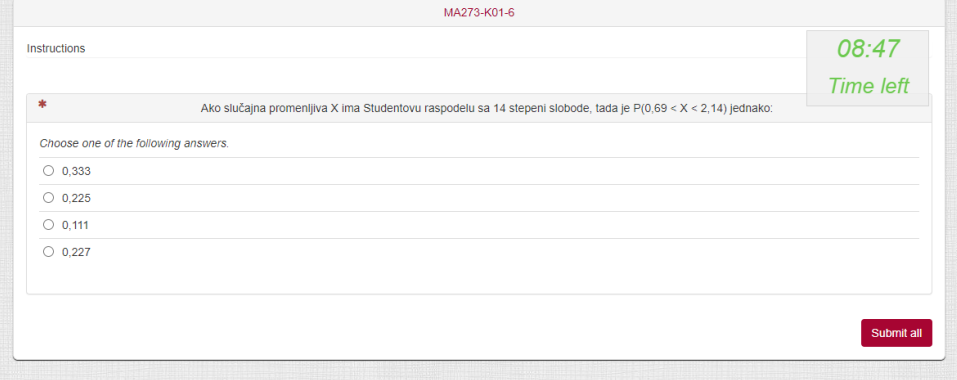 MA273-K01-6
Instructions
08:47
Time left
* Ako slučajna promenljiva X ima Studentovu raspodelu sa 14 stepeni slobode, tada je P(0,69 < X < 2,14) jednako:
Choose one of the following answers.
0,333
0,225
0,111
0,227
Submit all